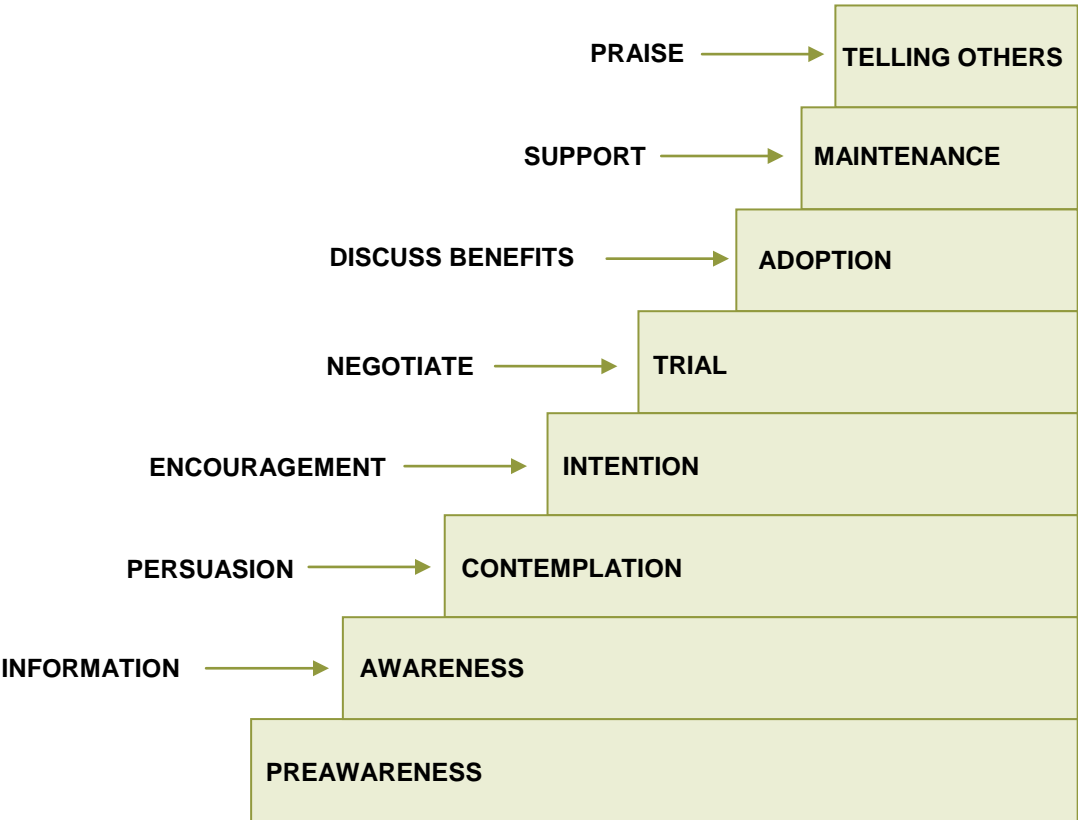 PRAISE TELLING OTHERS
SUPPORT MAINTENANCE
DISCUSS BENEFITS ADOPTION
NEGOTIATE TRIAL
ENCOURAGEMENT INTENTION
PERSUASION CONTEMPLATION
INFORMATION AWARENESS
PREAWARENESS